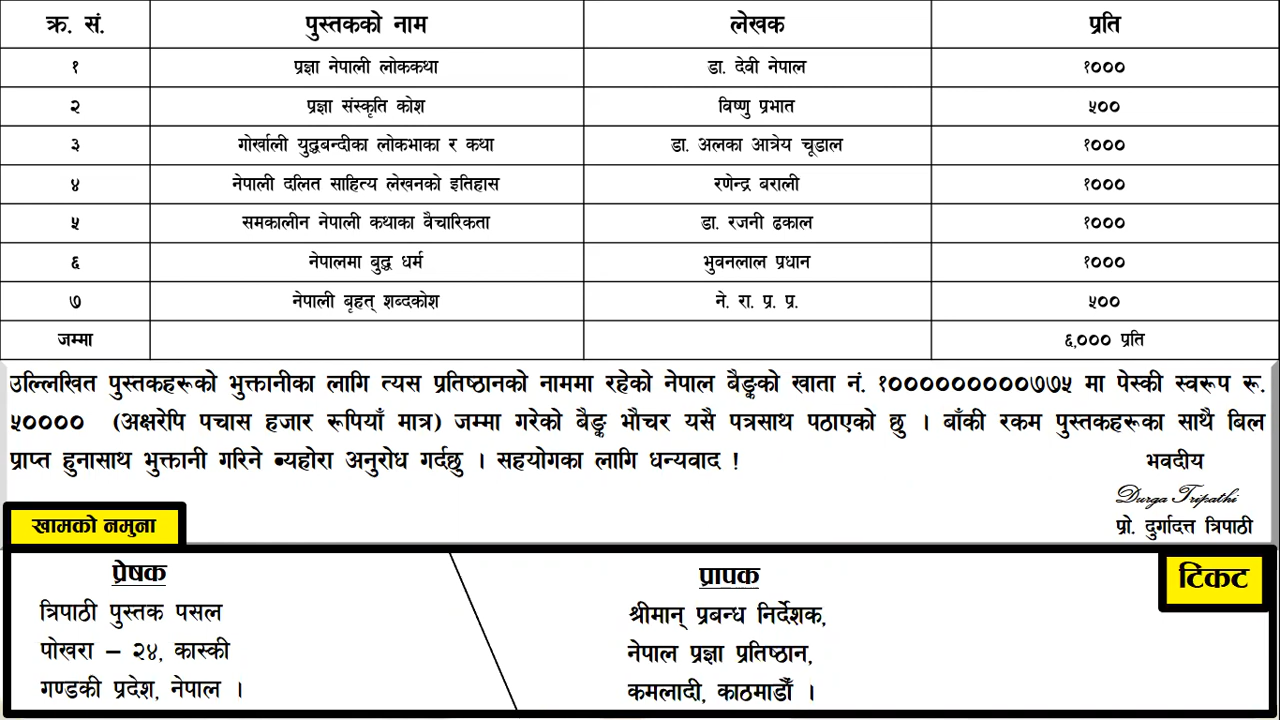 क्र. सं. पुस्तकको नाम लेखक प्रति
१ प्रज्ञा नेपाली लोककथा डा. देवी नेपाल १०००
२ प्रज्ञा संस्कृति कोश विष्णु प्रभात ५००
३ गोर्खाली युद्धबन्दीका लोकभाका र कथा डा. अलका आत्रेय चूडाल १०००
४ नेपाली दलित साहित्य लेखनको इतिहास रणेन्द्र बराली १०००
५ समकालीन नेपाली कथाका वैचारिकता डा. रजनी ढकाल १०००
६ नेपालमा बुद्ध धर्म भुवनलाल प्रधान १०००
७ नेपाली बृहत् शब्दकोश ने. रा. प्र. प्र. ५००
जम्मा ६,००० प्रति
उल्लिखित पुस्तकहरूको भुक्तानीका लागि त्यस प्रतिष्ठानको नाममा रहेको नेपाल बैङ्कको खाता नं. १०००००००००७७५ मा पेस्की स्वरूप रू.
५०००० (अक्षरेपि पचास हजार रूपियाँ मात्र) जम्मा गरेको बैङ्क भौचर यसै पत्रसाथ पठाएको छु । बाँकी रकम पुस्तकहरूका साथै बिल
प्राप्त हुनासाथ भुक्तानी गरिने व्यहोरा अनुरोध गर्दछु । सहयोगका लागि धन्यवाद !
भवदीय
Durga Tripathi
प्रो. दुर्गादत्त त्रिपाठी
खामको नमुना
प्रेषक
त्रिपाठी पुस्तक पसल
पोखरा – २४, कास्की
गण्डकी प्रदेश, नेपाल ।
प्रापक
श्रीमान् प्रबन्ध निर्देशक,
नेपाल प्रज्ञा प्रतिष्ठान,
कमलादी, काठमाडौँ ।
टिकट